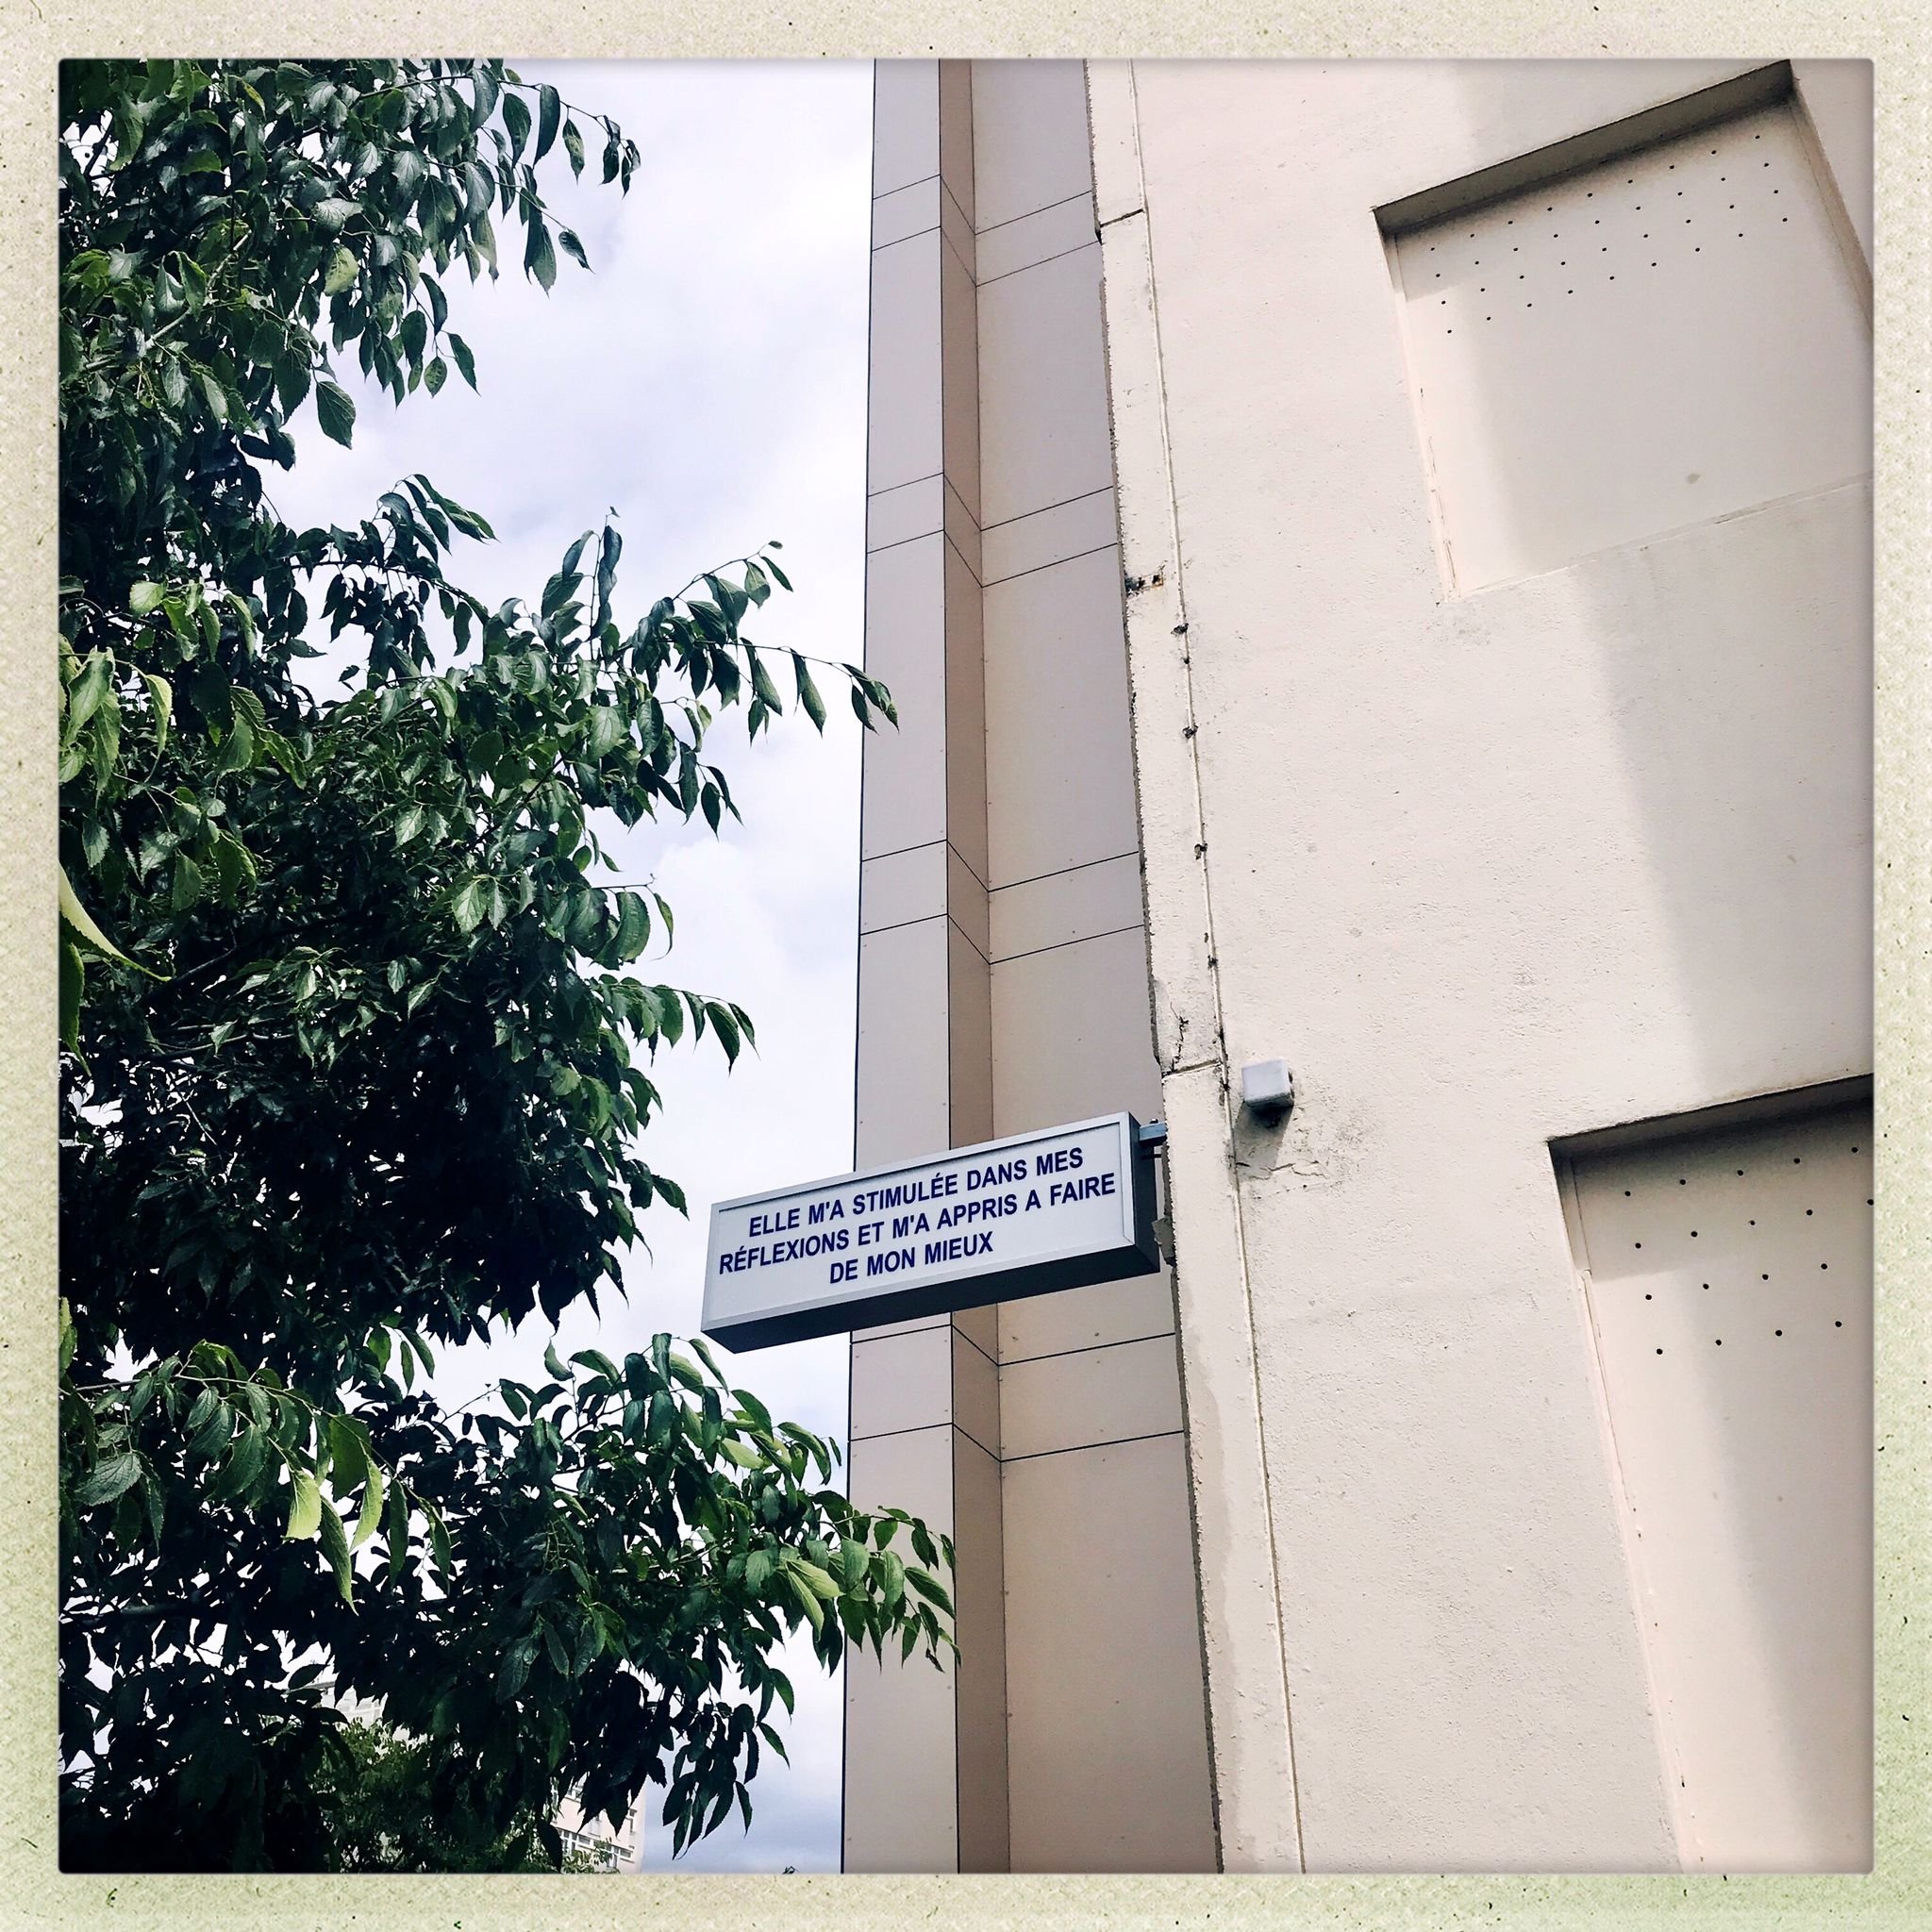 ELLE M'A STIMULÉE DANS MES
RÉFLEXIONS ET M'A APPRIS A FAIRE
DE MON MIEUX